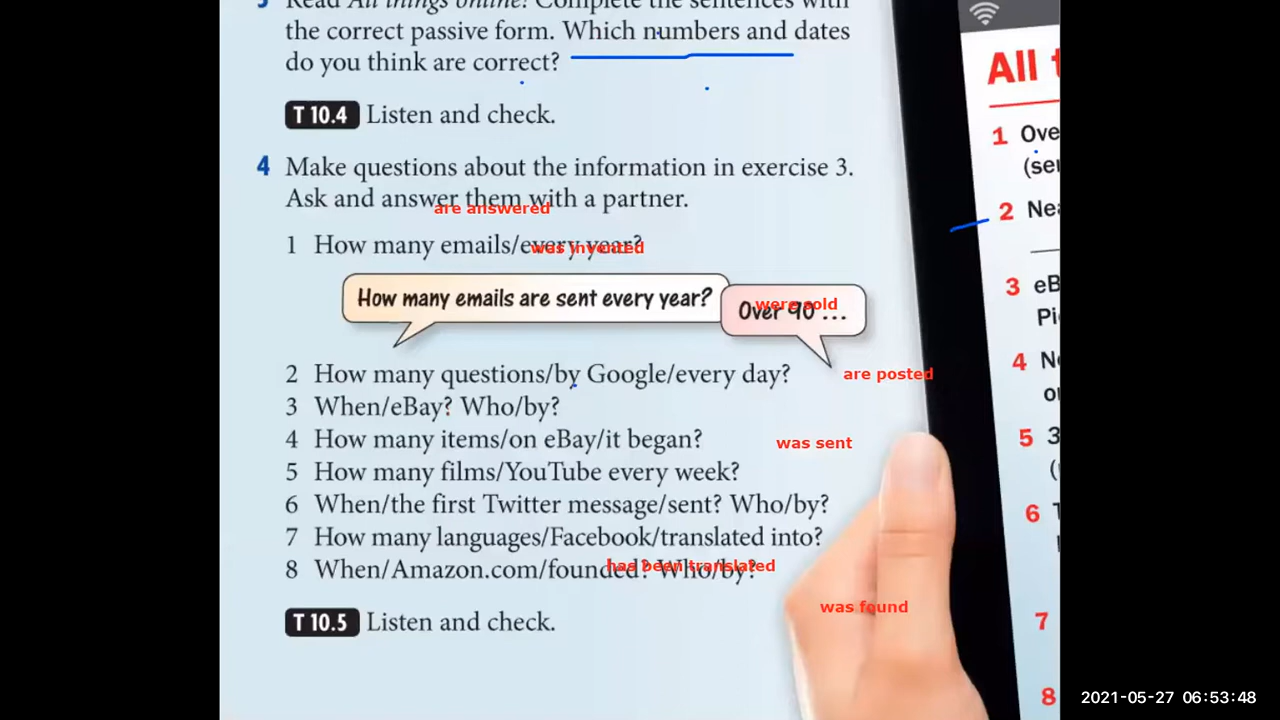 3 Read All things online! Complete the sentences with
the correct passive form. Which numbers and dates
do you think are correct?
T 10.4 Listen and check.
4 Make questions about the information in exercise 3.
Ask and answer them with a partner.
are answered
1 How many emails/every year?
was invented
How many emails are sent every year?
Over 90 ...
were sold
2 How many questions/by Google/every day?
are posted
3 When/eBay? Who/by?
4 How many items/on eBay/it began?
was sent
5 How many films/YouTube every week?
6 When/the first Twitter message/sent? Who/by?
7 How many languages/Facebook/translated into?
8 When/Amazon.com/founded? Who/by?
has been translated
was found
T 10.5 Listen and check.
All
1 Ove
(ser
2 Nea
3 eB
Pi
4
5 3
6
7
8
2021-05-27 06:53:48